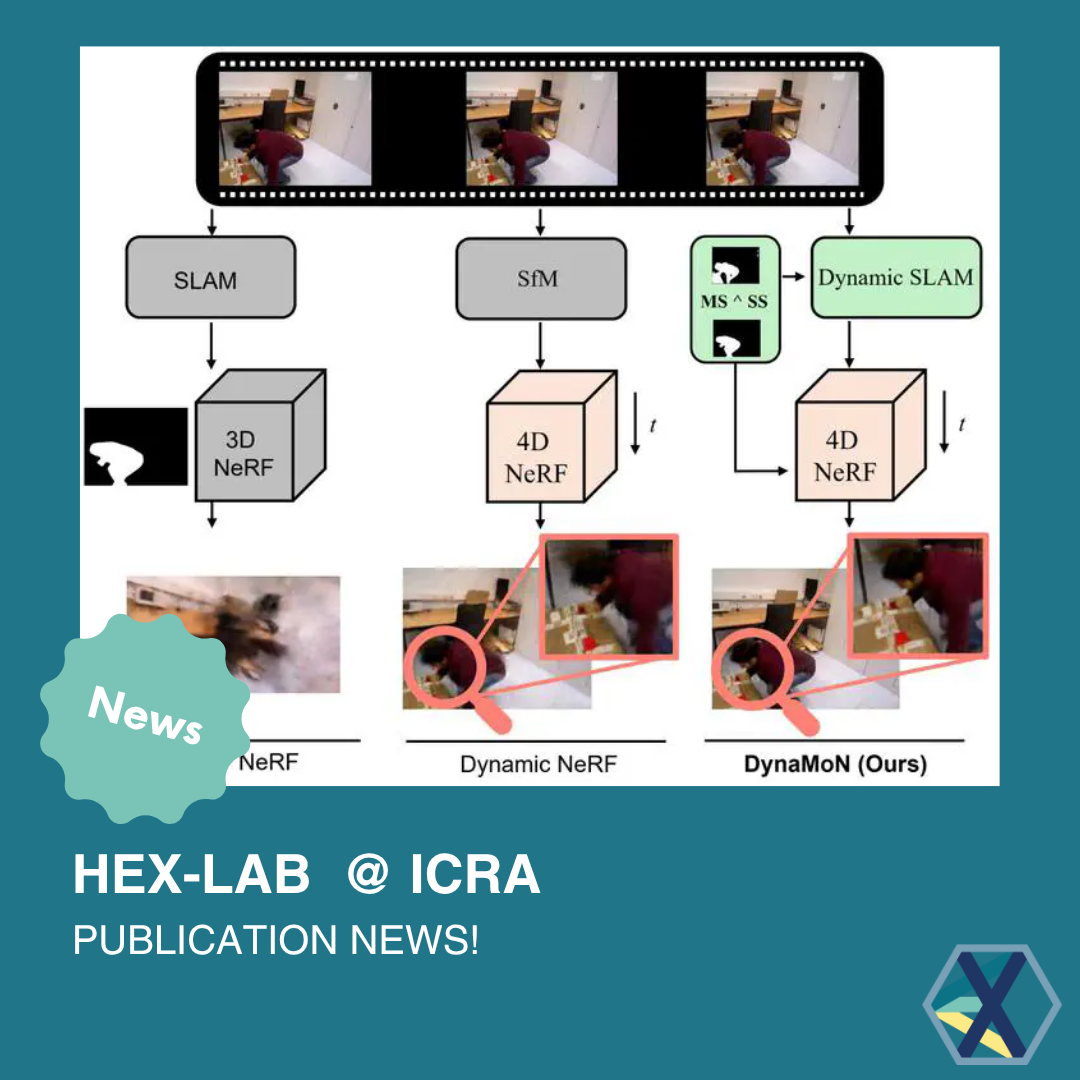 SLAM
SfM
MS ^ SS
Dynamic SLAM
3D
NeRF
4D
NeRF
t
4D
NeRF
t
News
NeRF
Dynamic NeRF
DynaMoN (Ours)
HEX-LAB @ ICRA
PUBLICATION NEWS!
X